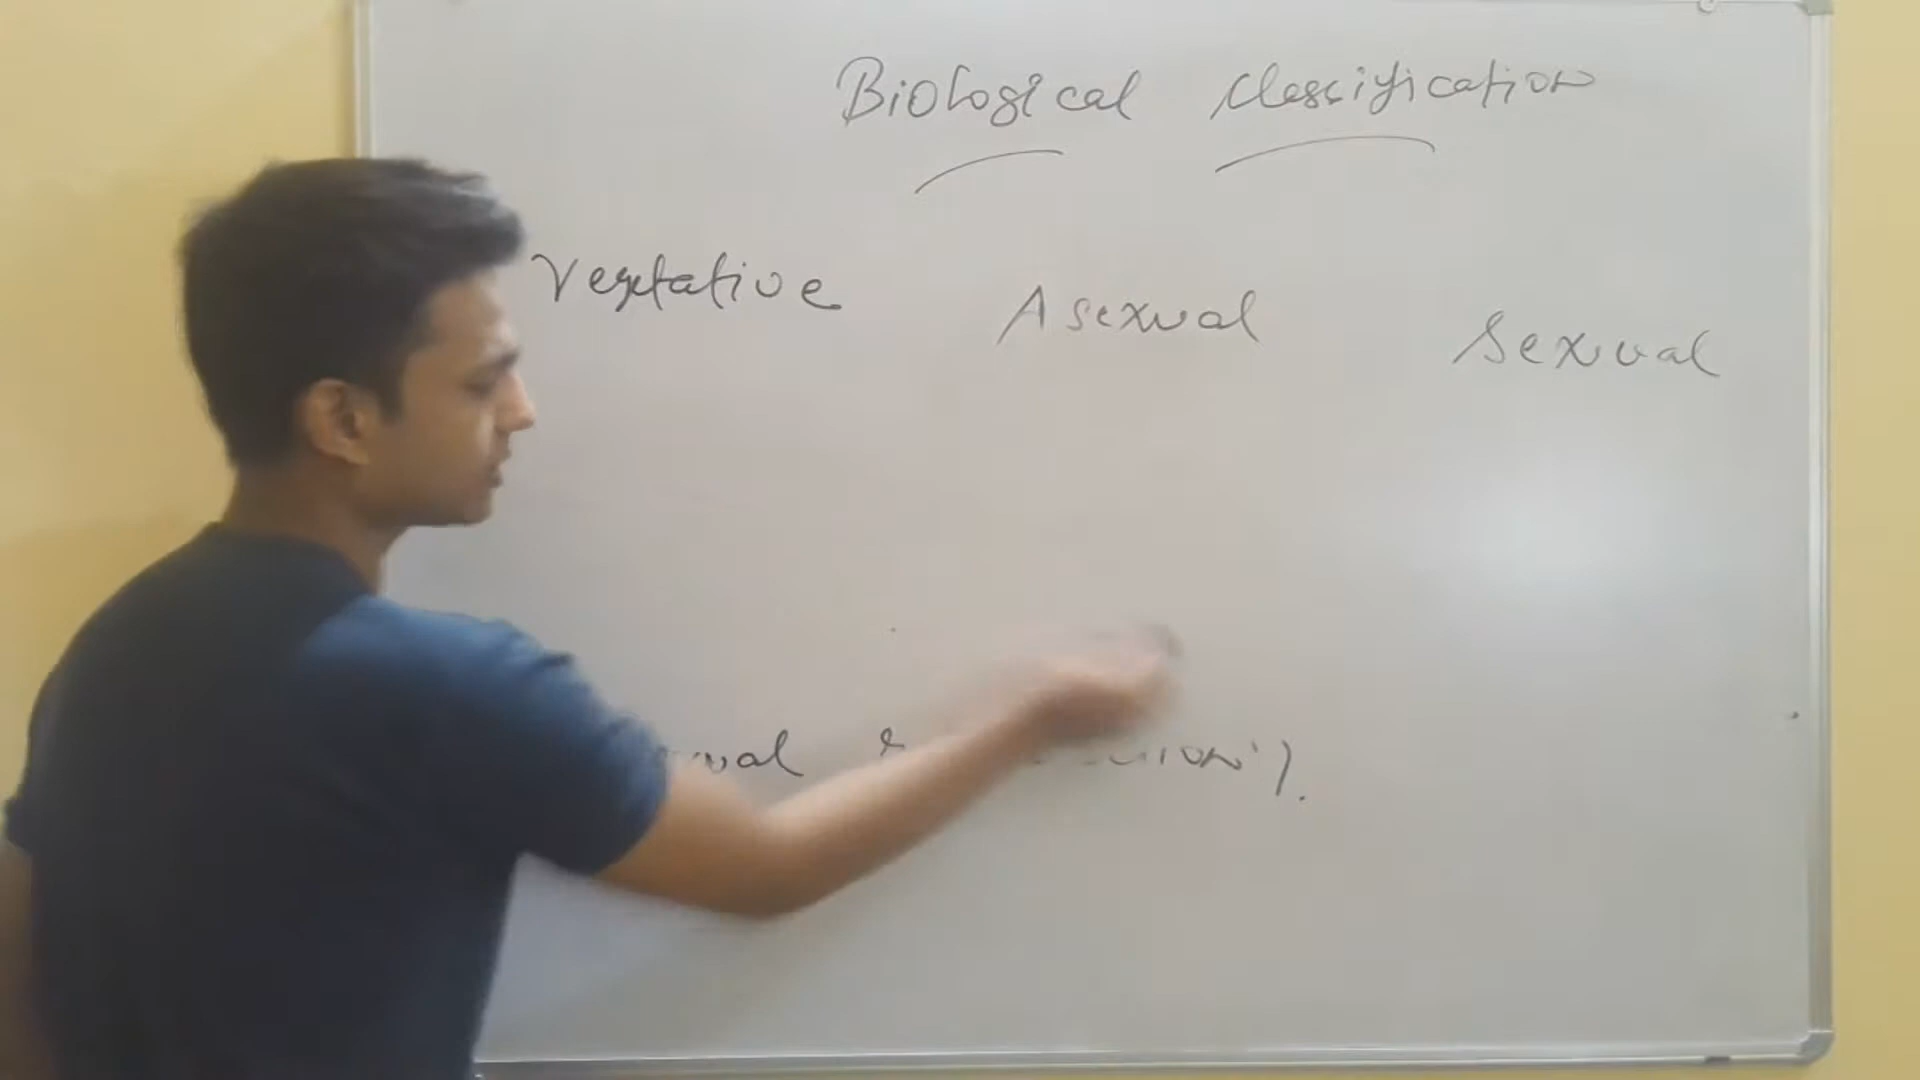 Biological classification
Vegetative Asexual Sexual